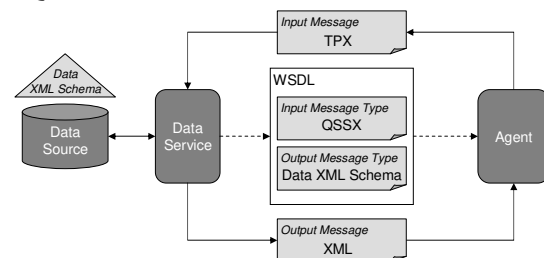 Input Message
TPX
Data
XML Schema
WSDL
Input Message Type
QSSX
Data
Source
Data
Service
Agent
Output Message Type
Data XML Schema
Output Message
XML